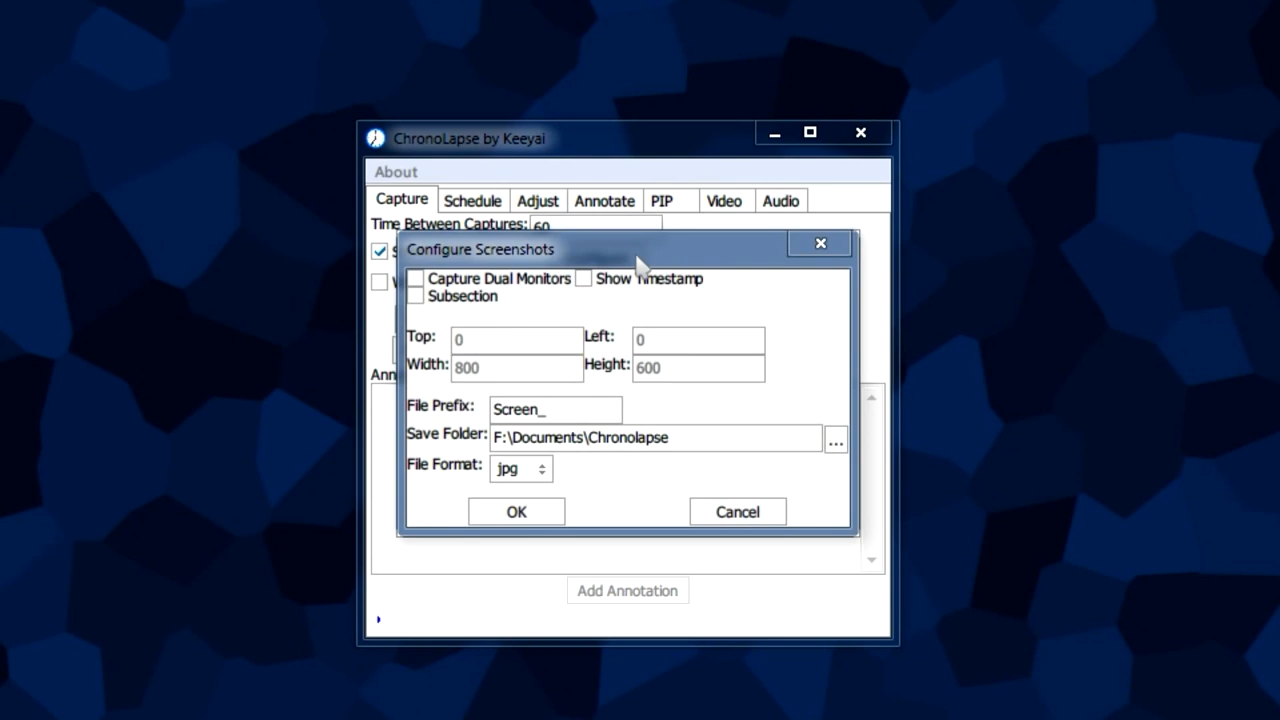 ChronoLapse by Keeyai
About
Capture Schedule Adjust Annotate PIP Video Audio
Time Between Captures: 60
Configure Screenshots
Capture Dual Monitors Show Timestamp
Subsection
Top: 0 Left: 0
Width: 800 Height: 600
File Prefix: Screen_
Save Folder: F:\Documents\Chronolapse ...
File Format: jpg
OK Cancel
Add Annotation